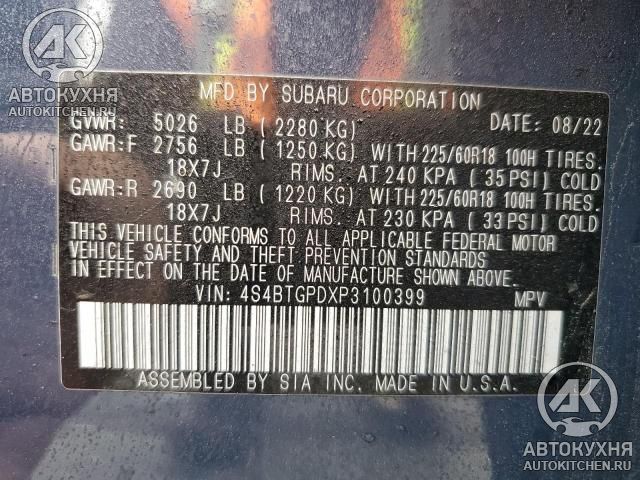 AK
АВТОКУХНЯ
AUTOKITCHEN.RU
MFD BY SUBARU CORPORATION
GVWR: 5026 LB ( 2280 KG) DATE: 08/22
GAWR:F 2756 LB ( 1250 KG) WITH 225/60R18 100H TIRES.
18X7J RIMS. AT 240 KPA ( 35 PSI) COLD
GAWR:R 2690 LB ( 1220 KG) WITH 225/60R18 100H TIRES.
18X7J RIMS. AT 230 KPA ( 33 PSI) COLD
THIS VEHICLE CONFORMS TO ALL APPLICABLE FEDERAL MOTOR
VEHICLE SAFETY AND THEFT PREVENTION STANDARDS
IN EFFECT ON THE DATE OF MANUFACTURE SHOWN ABOVE.
VIN: 4S4BTGPDXP3100399 MPV
ASSEMBLED BY SIA INC. MADE IN U.S.A.
AK
АВТОКУХНЯ
AUTOKITCHEN.RU